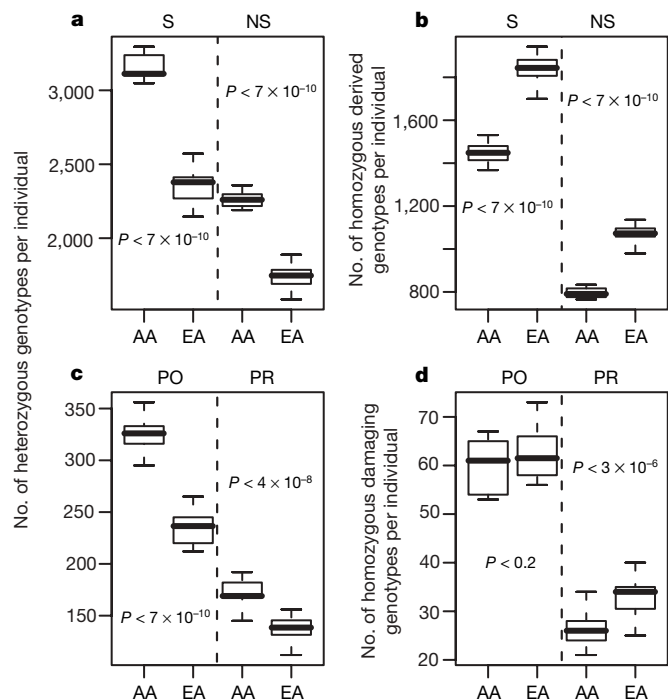 a
S NS
No. of heterozygous genotypes per individual
3,000
2,500
2,000
P < 7 × 10⁻¹⁰
P < 7 × 10⁻¹⁰
AA EA AA EA
b
S NS
No. of homozygous derived
genotypes per individual
1,600
1,200
800
P < 7 × 10⁻¹⁰
P < 7 × 10⁻¹⁰
AA EA AA EA
c
PO PR
350
300
250
200
150
P < 4 × 10⁻⁸
P < 7 × 10⁻¹⁰
AA EA AA EA
d
PO PR
No. of homozygous damaging
genotypes per individual
70
60
50
40
30
20
P < 3 × 10⁻⁶
P < 0.2
AA EA AA EA